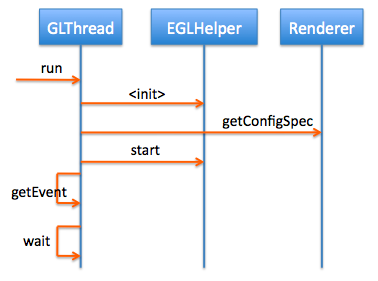 GLThread EGLHelper Renderer
run
<init>
getConfigSpec
start
getEvent
wait